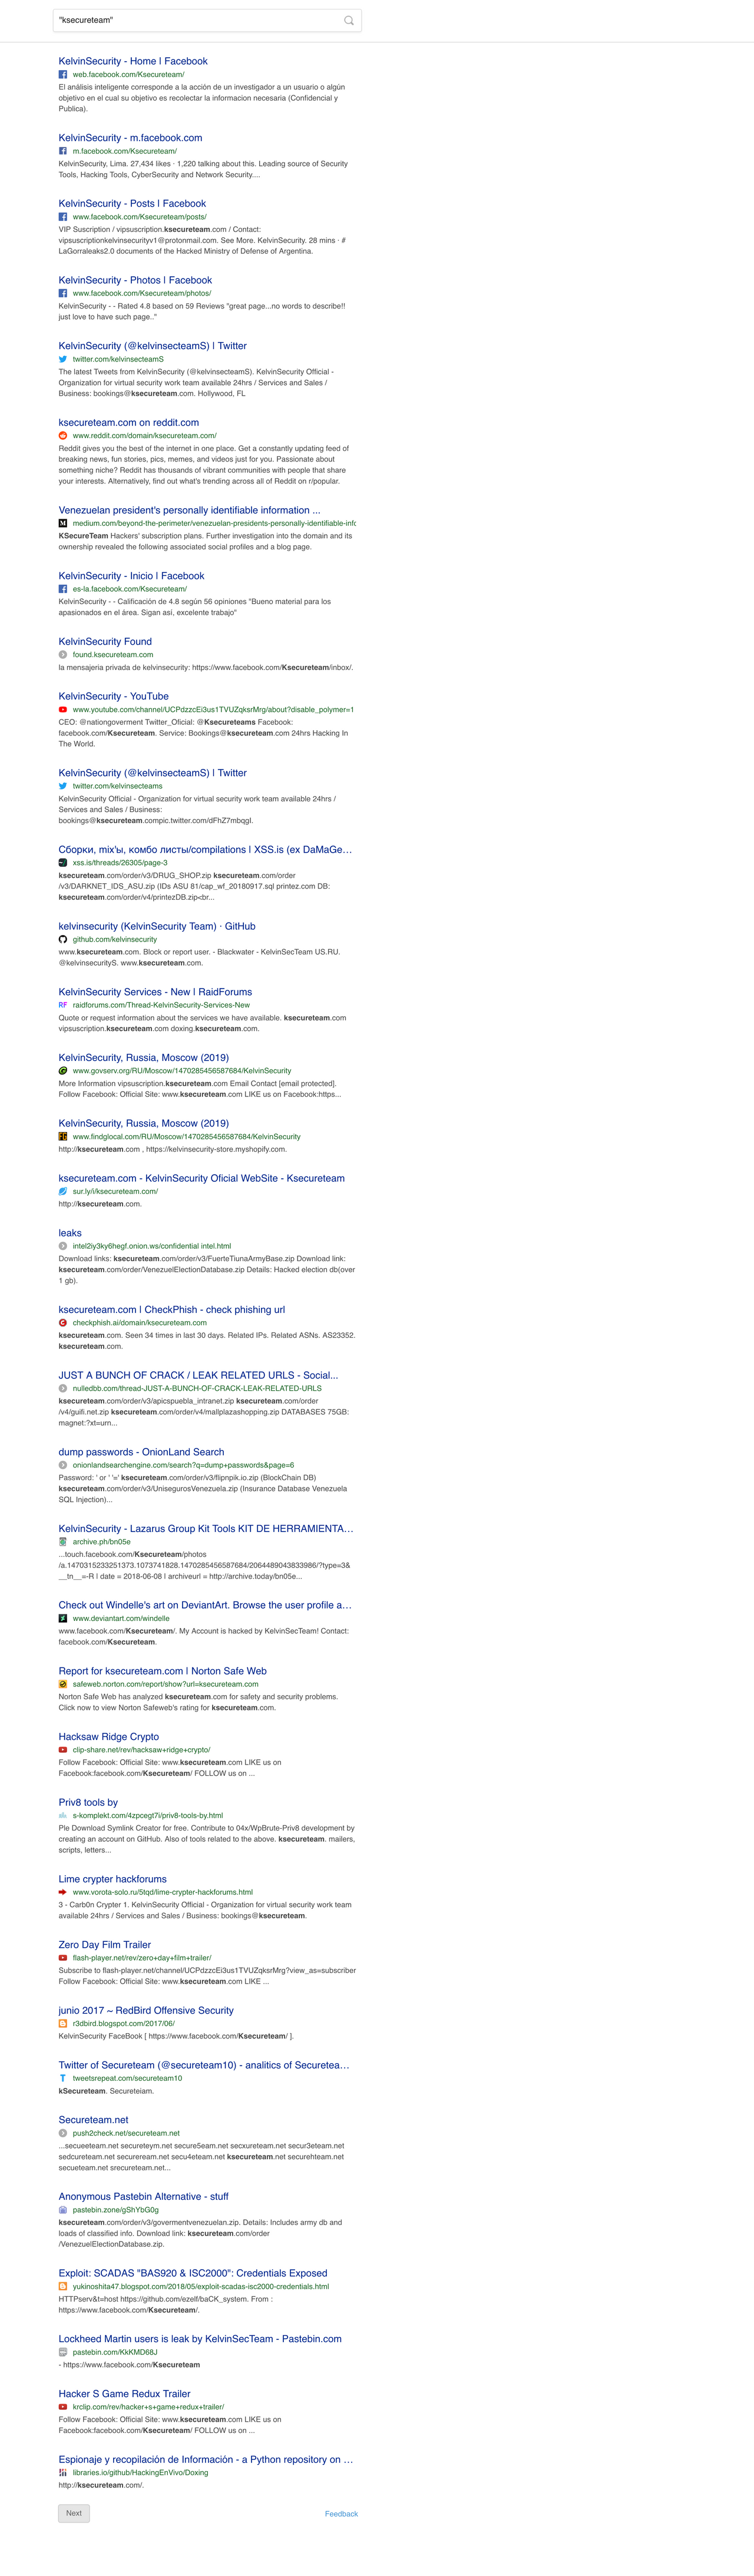 "ksecureteam"
KelvinSecurity - Home | Facebook
web.facebook.com/Ksecureteam/
El análisis inteligente corresponde a la acción de un investigador a un usuario o algún
objetivo en el cual su objetivo es recolectar la informacion necesaria (Confidencial y
Publica).
KelvinSecurity - m.facebook.com
m.facebook.com/Ksecureteam/
KelvinSecurity, Lima. 27,434 likes · 1,220 talking about this. Leading source of Security
Tools, Hacking Tools, CyberSecurity and Network Security....
KelvinSecurity - Posts | Facebook
www.facebook.com/Ksecureteam/posts/
VIP Suscription / vipsuscription.ksecureteam.com / Contact:
vipsuscriptionkelvinsecurityv1@protonmail.com. See More. KelvinSecurity. 28 mins · #
LaGorraleaks2.0 documents of the Hacked Ministry of Defense of Argentina.
KelvinSecurity - Photos | Facebook
www.facebook.com/Ksecureteam/photos/
KelvinSecurity - - Rated 4.8 based on 59 Reviews "great page...no words to describe!!
just love to have such page.."
KelvinSecurity (@kelvinsecteamS) | Twitter
twitter.com/kelvinsecteamS
The latest Tweets from KelvinSecurity (@kelvinsecteamS). KelvinSecurity Official -
Organization for virtual security work team available 24hrs / Services and Sales /
Business: bookings@ksecureteam.com. Hollywood, FL
ksecureteam.com on reddit.com
www.reddit.com/domain/ksecureteam.com/
Reddit gives you the best of the internet in one place. Get a constantly updating feed of
breaking news, fun stories, pics, memes, and videos just for you. Passionate about
something niche? Reddit has thousands of vibrant communities with people that share
your interests. Alternatively, find out what's trending across all of Reddit on r/popular.
Venezuelan president's personally identifiable information ...
medium.com/beyond-the-perimeter/venezuelan-presidents-personally-identifiable-info
KSecureTeam Hackers' subscription plans. Further investigation into the domain and its
ownership revealed the following associated social profiles and a blog page.
KelvinSecurity - Inicio | Facebook
es-la.facebook.com/Ksecureteam/
KelvinSecurity - - Calificación de 4.8 según 56 opiniones "Bueno material para los
apasionados en el área. Sigan así, excelente trabajo"
KelvinSecurity Found
found.ksecureteam.com
la mensajeria privada de kelvinsecurity: https://www.facebook.com/Ksecureteam/inbox/.
KelvinSecurity - YouTube
www.youtube.com/channel/UCPdzzcEi3us1TVUZqksrMrg/about?disable_polymer=1
CEO: @nationgoverment Twitter_Oficial: @Ksecureteams Facebook:
facebook.com/Ksecureteam. Service: Bookings@ksecureteam.com 24hrs Hacking In
The World.
KelvinSecurity (@kelvinsecteamS) | Twitter
twitter.com/kelvinsecteams
KelvinSecurity Official - Organization for virtual security work team available 24hrs /
Services and Sales / Business:
bookings@ksecureteam.compic.twitter.com/dFhZ7mbqgI.
Сборки, mix'ы, комбо листы/compilations | XSS.is (ex DaMaGe…
xss.is/threads/26305/page-3
ksecureteam.com/order/v3/DRUG_SHOP.zip ksecureteam.com/order
/v3/DARKNET_IDS_ASU.zip (IDs ASU 81/cap_wf_20180917.sql printez.com DB:
ksecureteam.com/order/v4/printezDB.zip<br...
kelvinsecurity (KelvinSecurity Team) · GitHub
github.com/kelvinsecurity
www.ksecureteam.com. Block or report user. - Blackwater - KelvinSecTeam US.RU.
@kelvinsecurityS. www.ksecureteam.com.
KelvinSecurity Services - New | RaidForums
RF raidforums.com/Thread-KelvinSecurity-Services-New
Quote or request information about the services we have available. ksecureteam.com
vipsuscription.ksecureteam.com doxing.ksecureteam.com.
KelvinSecurity, Russia, Moscow (2019)
www.govserv.org/RU/Moscow/1470285456587684/KelvinSecurity
More Information vipsuscription.ksecureteam.com Email Contact [email protected].
Follow Facebook: Official Site: www.ksecureteam.com LIKE us on Facebook:https...
KelvinSecurity, Russia, Moscow (2019)
www.findglocal.com/RU/Moscow/1470285456587684/KelvinSecurity
http://ksecureteam.com , https://kelvinsecurity-store.myshopify.com.
ksecureteam.com - KelvinSecurity Oficial WebSite - Ksecureteam
sur.ly/i/ksecureteam.com/
http://ksecureteam.com.
leaks
intel2iy3ky6hegf.onion.ws/confidential intel.html
Download links: ksecureteam.com/order/v3/FuerteTiunaArmyBase.zip Download link:
ksecureteam.com/order/VenezuelElectionDatabase.zip Details: Hacked election db(over
1 gb).
ksecureteam.com | CheckPhish - check phishing url
checkphish.ai/domain/ksecureteam.com
ksecureteam.com. Seen 34 times in last 30 days. Related IPs. Related ASNs. AS23352.
ksecureteam.com.
JUST A BUNCH OF CRACK / LEAK RELATED URLS - Social...
nulledbb.com/thread-JUST-A-BUNCH-OF-CRACK-LEAK-RELATED-URLS
ksecureteam.com/order/v3/apicspuebla_intranet.zip ksecureteam.com/order
/v4/guifi.net.zip ksecureteam.com/order/v4/mallplazashopping.zip DATABASES 75GB:
magnet:?xt=urn...
dump passwords - OnionLand Search
onionlandsearchengine.com/search?q=dump+passwords&page=6
Password: ' or ' '=' ksecureteam.com/order/v3/flipnpik.io.zip (BlockChain DB)
ksecureteam.com/order/v3/UnisegurosVenezuela.zip (Insurance Database Venezuela
SQL Injection)...
KelvinSecurity - Lazarus Group Kit Tools KIT DE HERRAMIENTA…
archive.ph/bn05e
...touch.facebook.com/Ksecureteam/photos
/a.1470315233251373.1073741828.1470285456587684/2064489043833986/?type=3&
__tn__=-R | date = 2018-06-08 | archiveurl = http://archive.today/bn05e...
Check out Windelle's art on DeviantArt. Browse the user profile a…
www.deviantart.com/windelle
www.facebook.com/Ksecureteam/. My Account is hacked by KelvinSecTeam! Contact:
facebook.com/Ksecureteam.
Report for ksecureteam.com | Norton Safe Web
safeweb.norton.com/report/show?url=ksecureteam.com
Norton Safe Web has analyzed ksecureteam.com for safety and security problems.
Click now to view Norton Safeweb's rating for ksecureteam.com.
Hacksaw Ridge Crypto
clip-share.net/rev/hacksaw+ridge+crypto/
Follow Facebook: Official Site: www.ksecureteam.com LIKE us on
Facebook:facebook.com/Ksecureteam/ FOLLOW us on ...
Priv8 tools by
s-komplekt.com/4zpcegt7i/priv8-tools-by.html
Ple Download Symlink Creator for free. Contribute to 04x/WpBrute-Priv8 development by
creating an account on GitHub. Also of tools related to the above. ksecureteam. mailers,
scripts, letters...
Lime crypter hackforums
www.vorota-solo.ru/5tqd/lime-crypter-hackforums.html
3 - Carb0n Crypter 1. KelvinSecurity Official - Organization for virtual security work team
available 24hrs / Services and Sales / Business: bookings@ksecureteam.
Zero Day Film Trailer
flash-player.net/rev/zero+day+film+trailer/
Subscribe to flash-player.net/channel/UCPdzzcEi3us1TVUZqksrMrg?view_as=subscriber
Follow Facebook: Official Site: www.ksecureteam.com LIKE ...
junio 2017 ~ RedBird Offensive Security
r3dbird.blogspot.com/2017/06/
KelvinSecurity FaceBook [ https://www.facebook.com/Ksecureteam/ ].
Twitter of Secureteam (@secureteam10) - analitics of Securetea…
tweetsrepeat.com/secureteam10
kSecureteam. Secureteiam.
Secureteam.net
push2check.net/secureteam.net
...secueeteam.net secureteym.net secure5eam.net secxureteam.net secur3eteam.net
sedcureteam.net secureream.net secu4eteam.net ksecureteam.net securehteam.net
secueteam.net srecureteam.net...
Anonymous Pastebin Alternative - stuff
pastebin.zone/gShYbG0g
ksecureteam.com/order/v3/govermentvenezuelan.zip. Details: Includes army db and
loads of classified info. Download link: ksecureteam.com/order
/VenezuelElectionDatabase.zip.
Exploit: SCADAS "BAS920 & ISC2000": Credentials Exposed
yukinoshita47.blogspot.com/2018/05/exploit-scadas-isc2000-credentials.html
HTTPserv&t=host https://github.com/ezelf/baCK_system. From :
https://www.facebook.com/Ksecureteam/.
Lockheed Martin users is leak by KelvinSecTeam - Pastebin.com
pastebin.com/KkKMD68J
- https://www.facebook.com/Ksecureteam
Hacker S Game Redux Trailer
krclip.com/rev/hacker+s+game+redux+trailer/
Follow Facebook: Official Site: www.ksecureteam.com LIKE us on
Facebook:facebook.com/Ksecureteam/ FOLLOW us on ...
Espionaje y recopilación de Información - a Python repository on …
libraries.io/github/HackingEnVivo/Doxing
http://ksecureteam.com/.
Next
Feedback